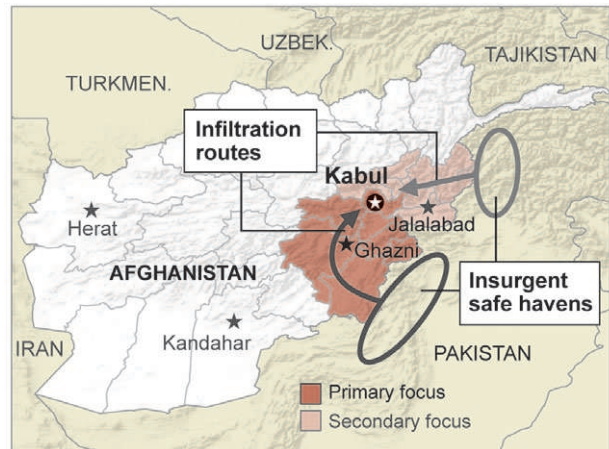 UZBEK.
TAJIKISTAN
TURKMEN.
Infiltration
routes
Kabul
Herat
Jalalabad
Ghazni
AFGHANISTAN
Insurgent
safe havens
Kandahar
IRAN
PAKISTAN
Primary focus
Secondary focus